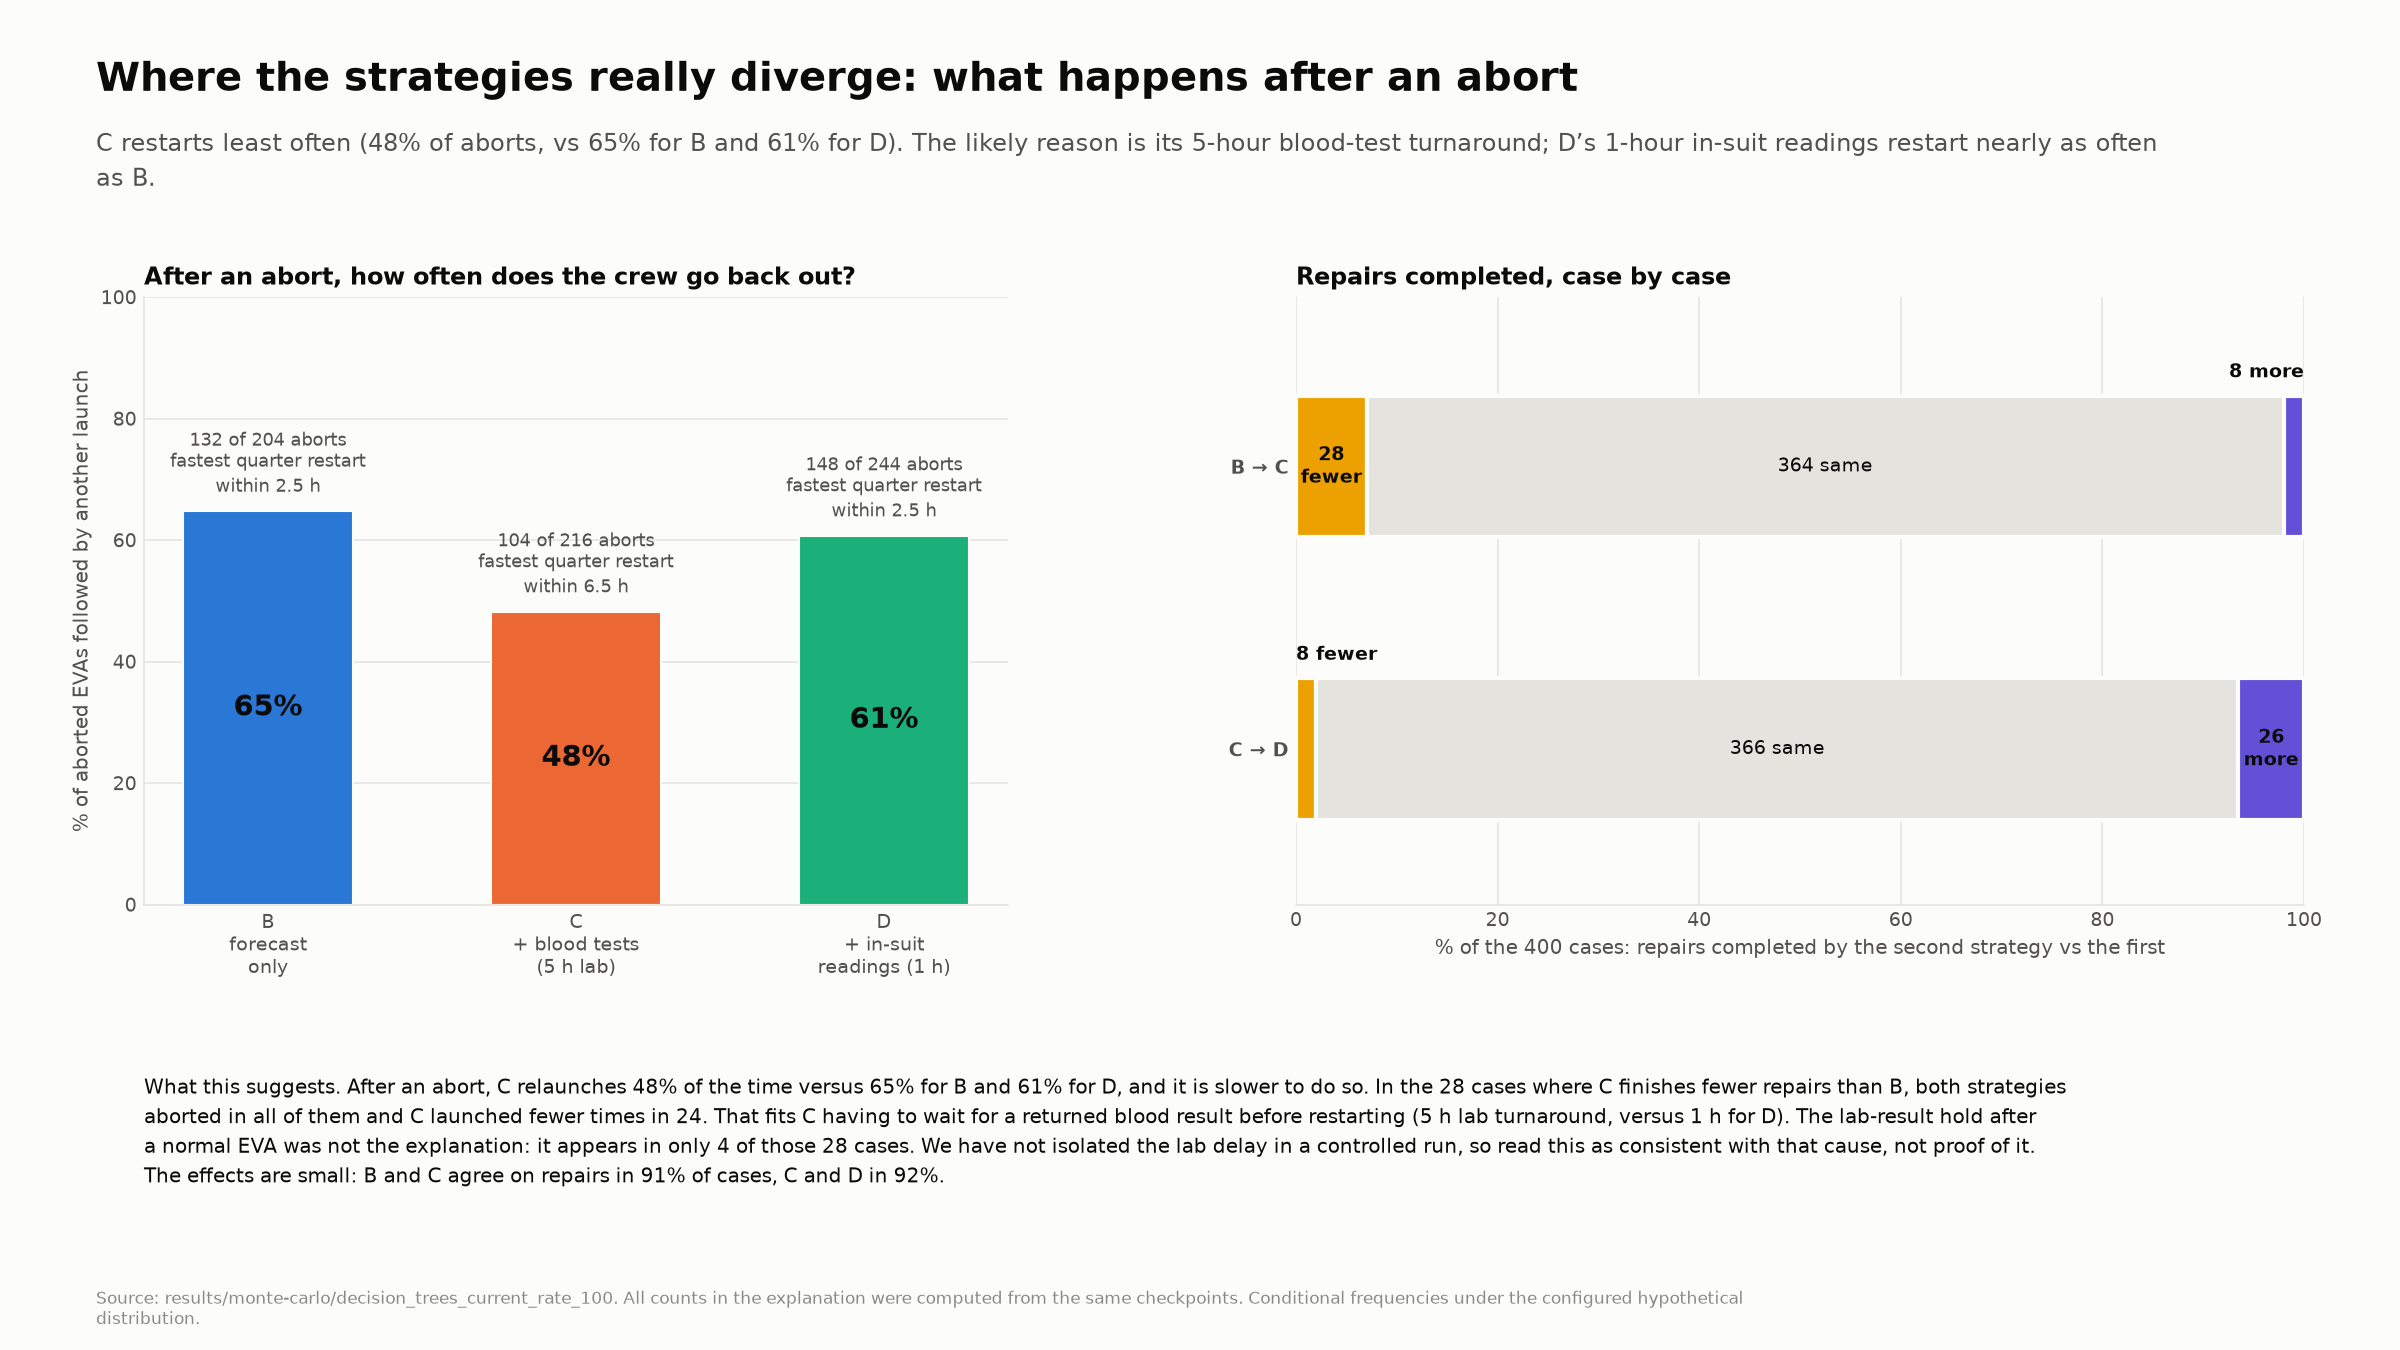 Where the strategies really diverge: what happens after an abort
C restarts least often (48% of aborts, vs 65% for B and 61% for D). The likely reason is its 5-hour blood-test turnaround; D’s 1-hour in-suit readings restart nearly as often
as B.
After an abort, how often does the crew go back out?
% of aborted EVAs followed by another launch
100
80
60
40
20
0
132 of 204 aborts
fastest quarter restart
within 2.5 h
65%
104 of 216 aborts
fastest quarter restart
within 6.5 h
48%
148 of 244 aborts
fastest quarter restart
within 2.5 h
61%
B
forecast
only
C
+ blood tests
(5 h lab)
D
+ in-suit
readings (1 h)
Repairs completed, case by case
8 more
B → C
28
fewer
364 same
8 fewer
C → D
366 same
26
more
0 20 40 60 80 100
% of the 400 cases: repairs completed by the second strategy vs the first
What this suggests. After an abort, C relaunches 48% of the time versus 65% for B and 61% for D, and it is slower to do so. In the 28 cases where C finishes fewer repairs than B, both strategies
aborted in all of them and C launched fewer times in 24. That fits C having to wait for a returned blood result before restarting (5 h lab turnaround, versus 1 h for D). The lab-result hold after
a normal EVA was not the explanation: it appears in only 4 of those 28 cases. We have not isolated the lab delay in a controlled run, so read this as consistent with that cause, not proof of it.
The effects are small: B and C agree on repairs in 91% of cases, C and D in 92%.
Source: results/monte-carlo/decision_trees_current_rate_100. All counts in the explanation were computed from the same checkpoints. Conditional frequencies under the configured hypothetical
distribution.